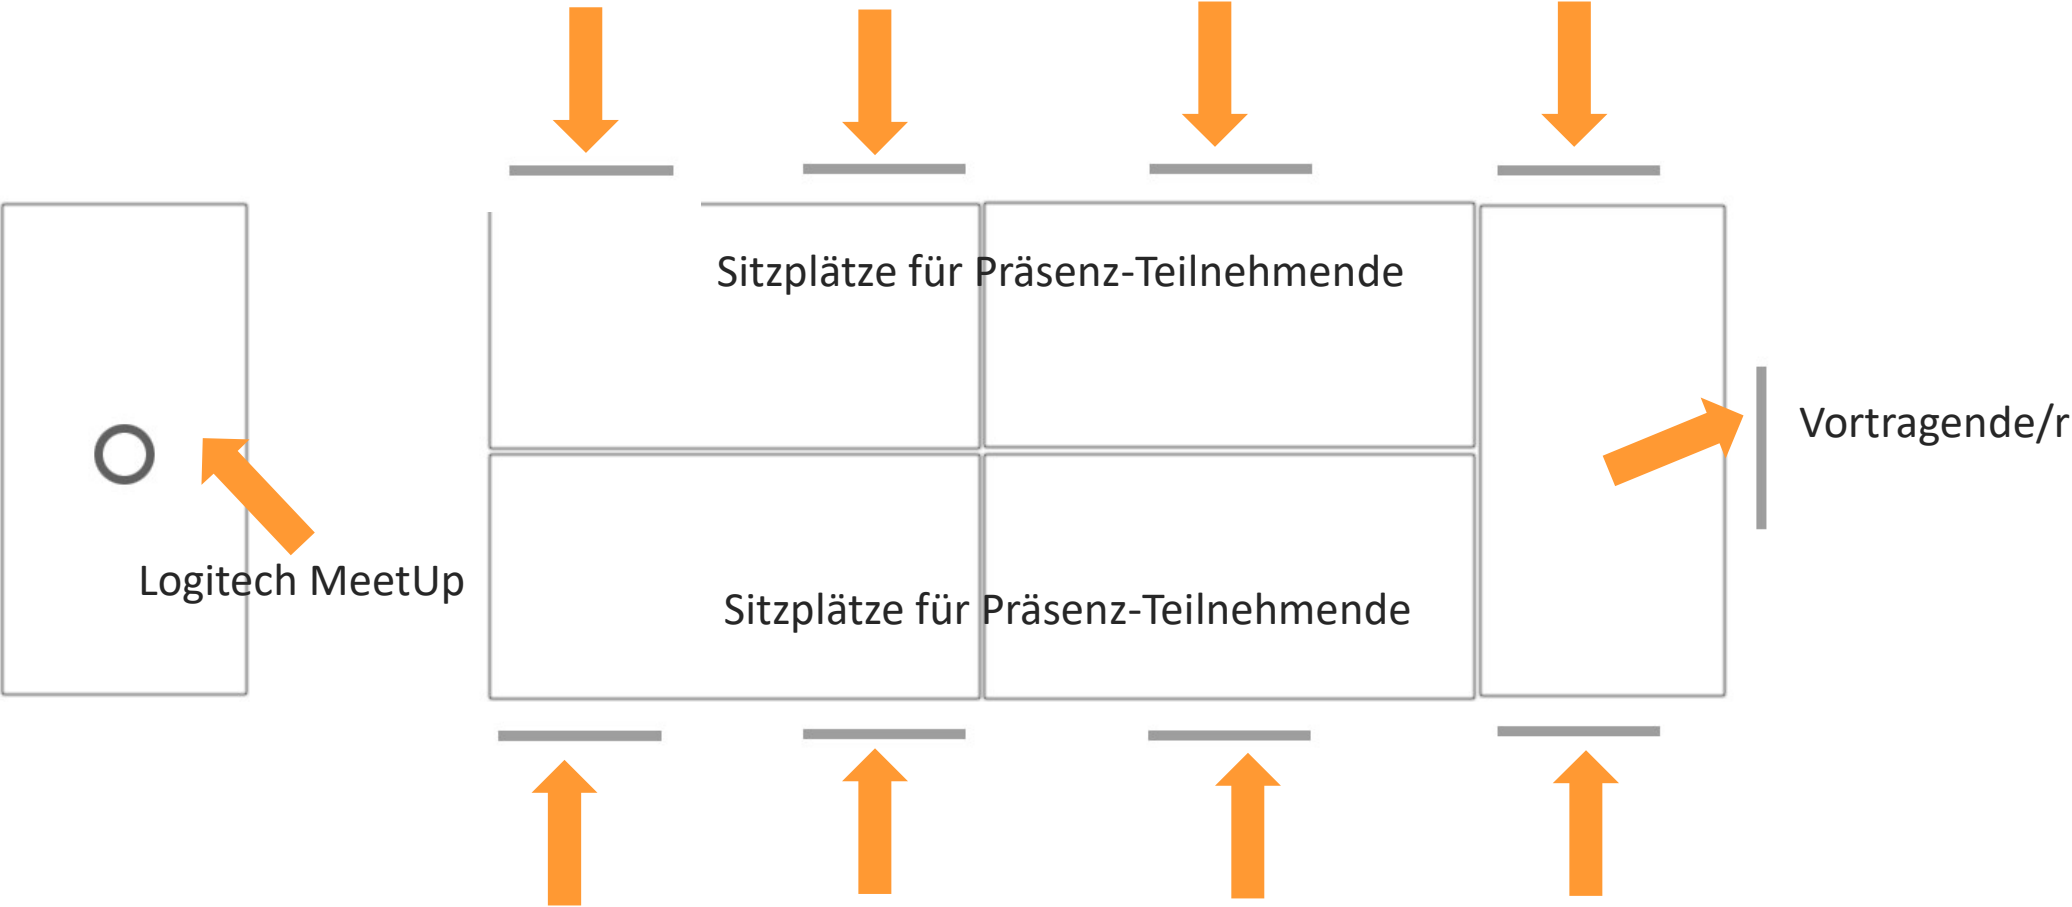 Sitzplätze für Präsenz-Teilnehmende
Vortragende/r
Logitech MeetUp
Sitzplätze für Präsenz-Teilnehmende